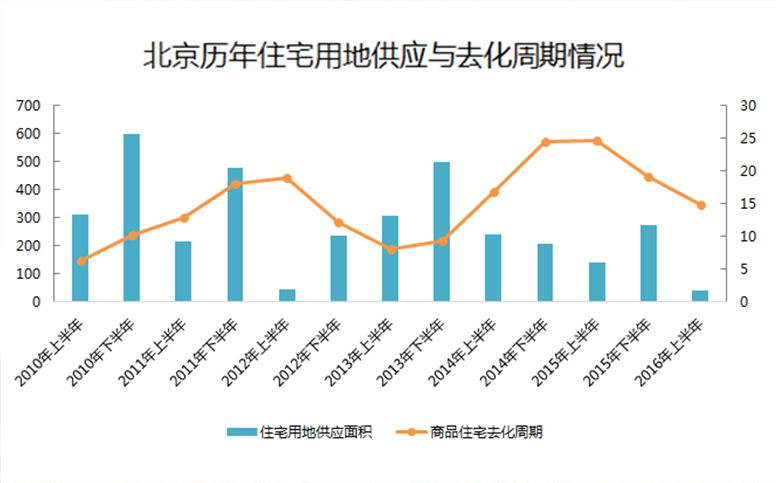 北京历年住宅用地供应与去化周期情况
700
600
500
400
300
200
100
0
30
25
20
15
10
5
0
2010年上半年
2010年下半年
2011年上半年
2011年下半年
2012年上半年
2012年下半年
2013年上半年
2013年下半年
2014年上半年
2014年下半年
2015年上半年
2015年下半年
2016年上半年
住宅用地供应面积
商品住宅去化周期